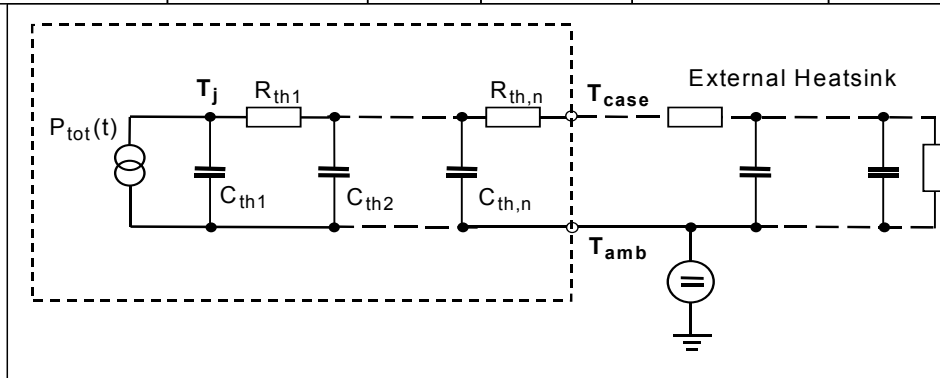 External Heatsink
T_j
R_th1
R_th,n
T_case
P_tot(t)
C_th1
C_th2
C_th,n
T_amb